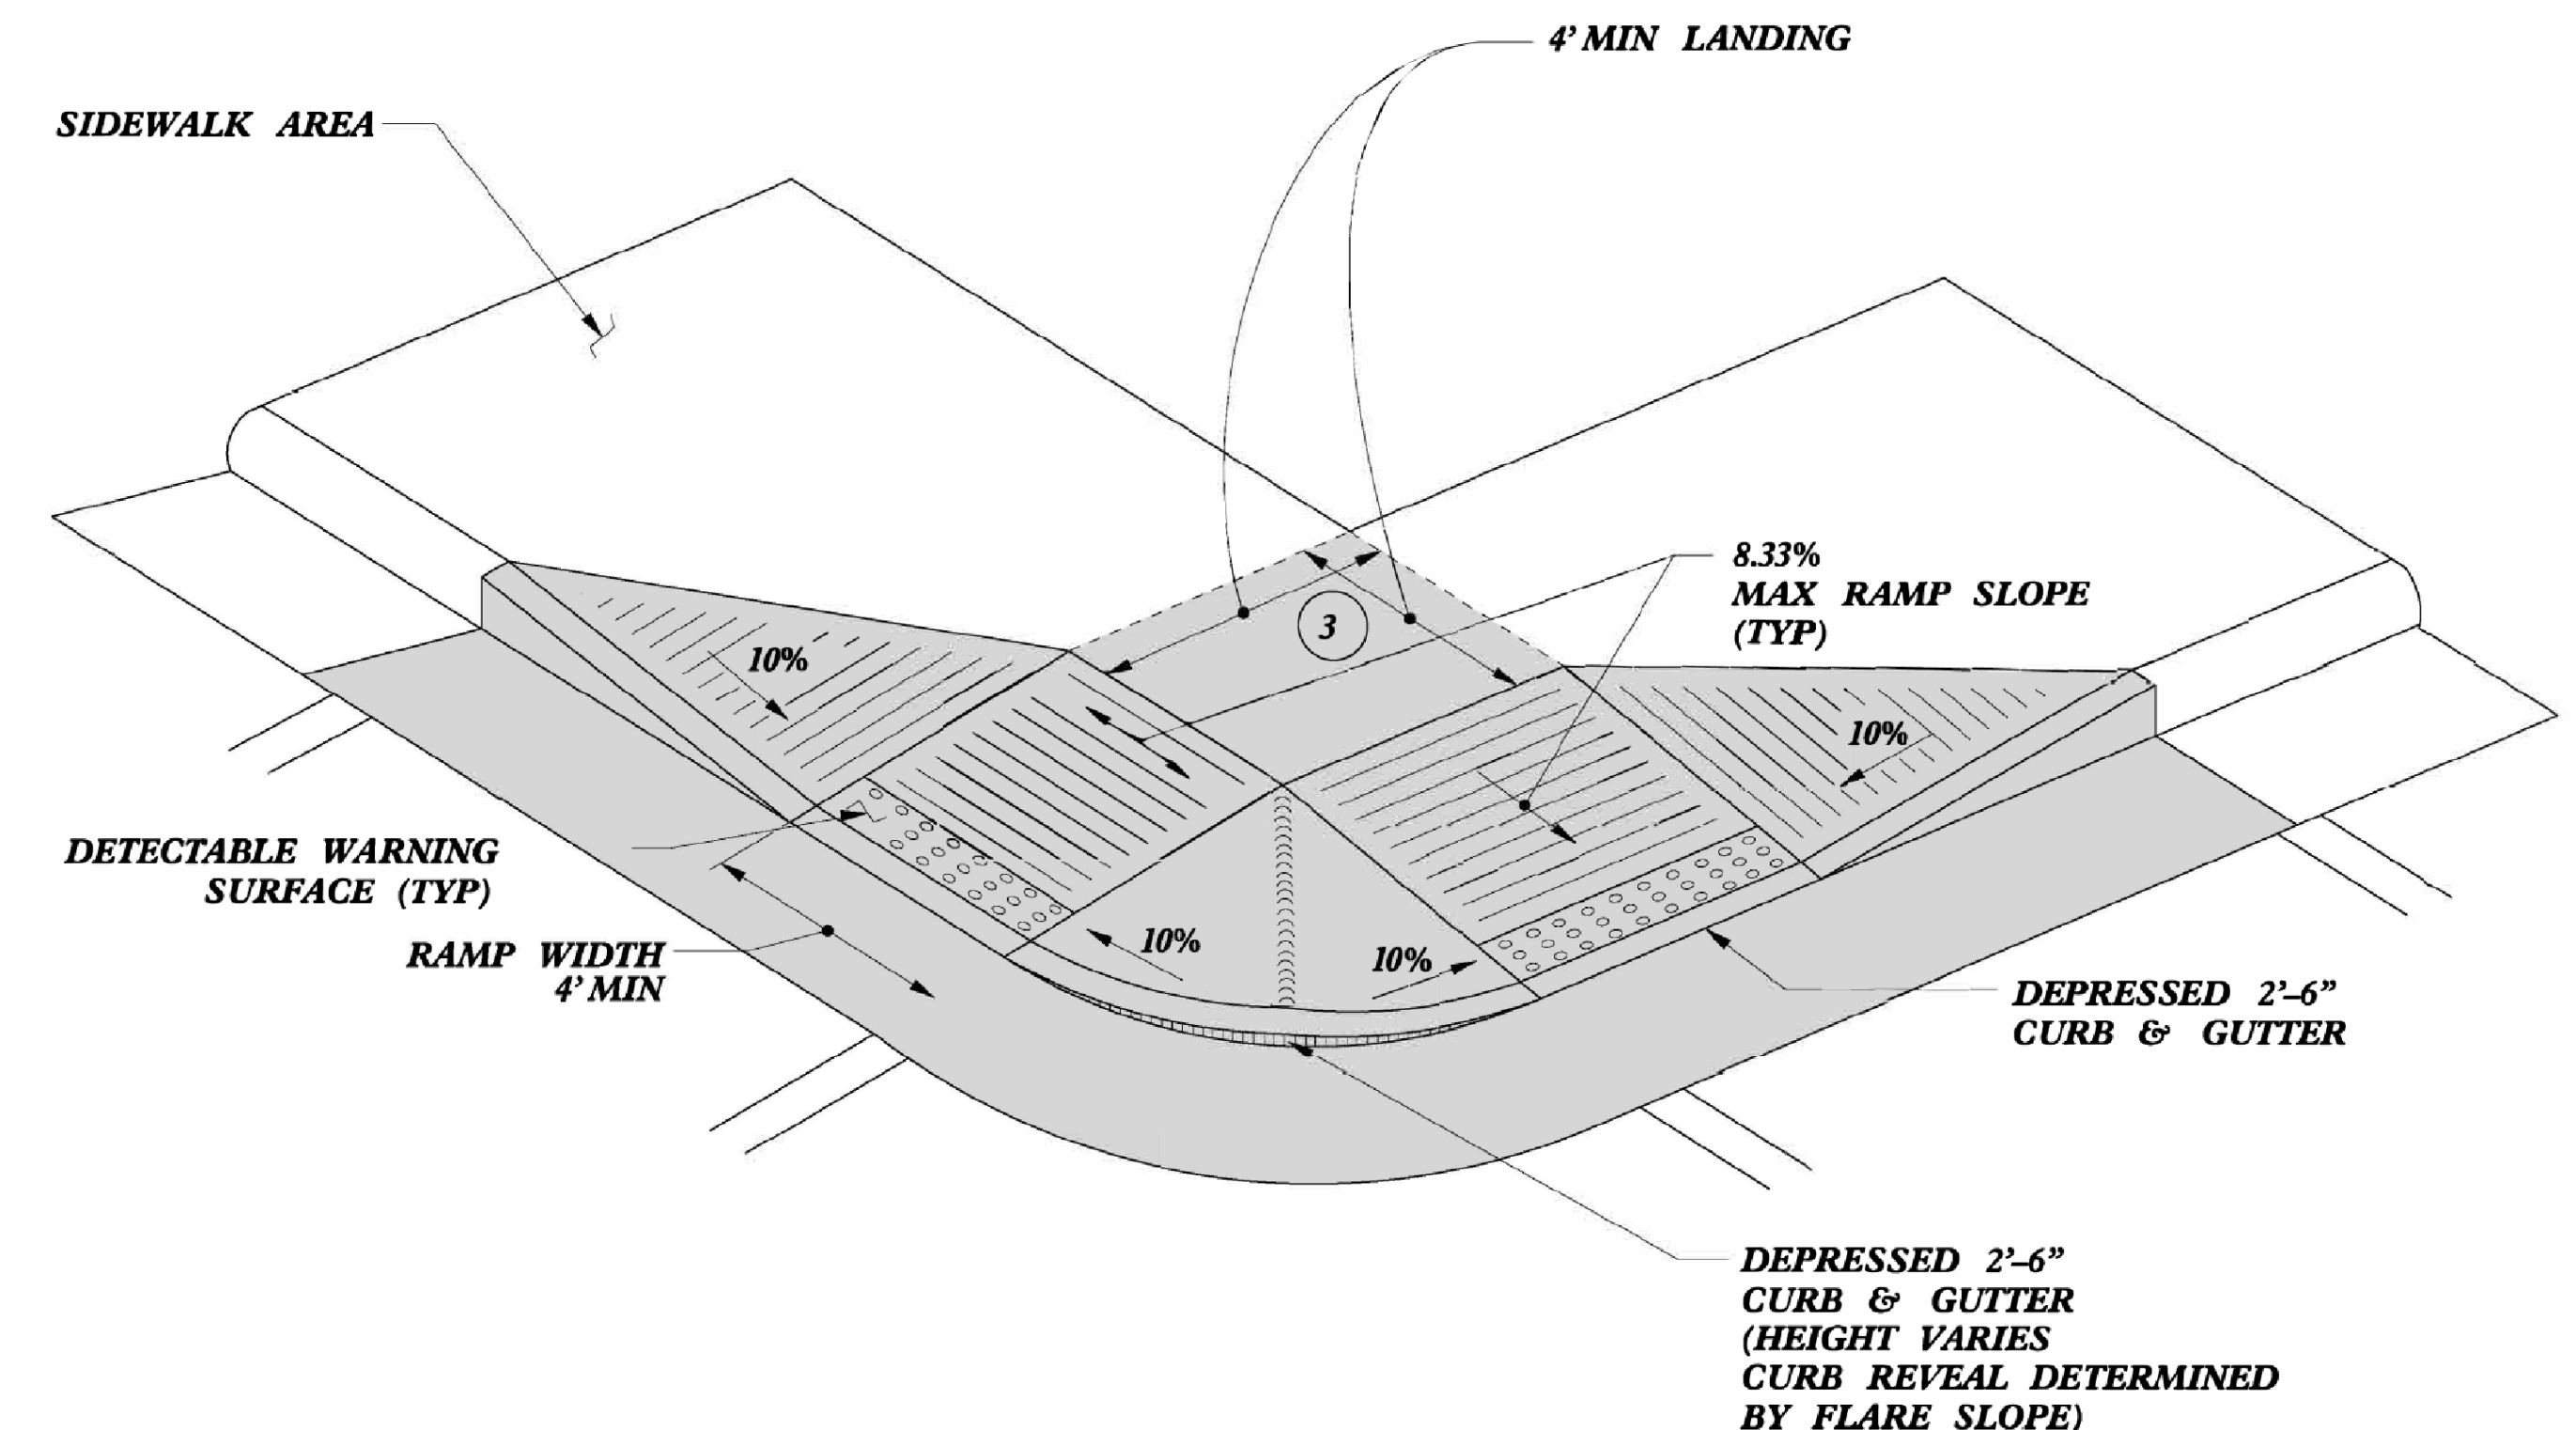 4' MIN LANDING
SIDEWALK AREA
8.33%
MAX RAMP SLOPE
(TYP)
3
10%
10%
DETECTABLE WARNING
SURFACE (TYP)
RAMP WIDTH
4' MIN
10%
10%
DEPRESSED 2'–6”
CURB & GUTTER
DEPRESSED 2'–6”
CURB & GUTTER
(HEIGHT VARIES
CURB REVEAL DETERMINED
BY FLARE SLOPE)